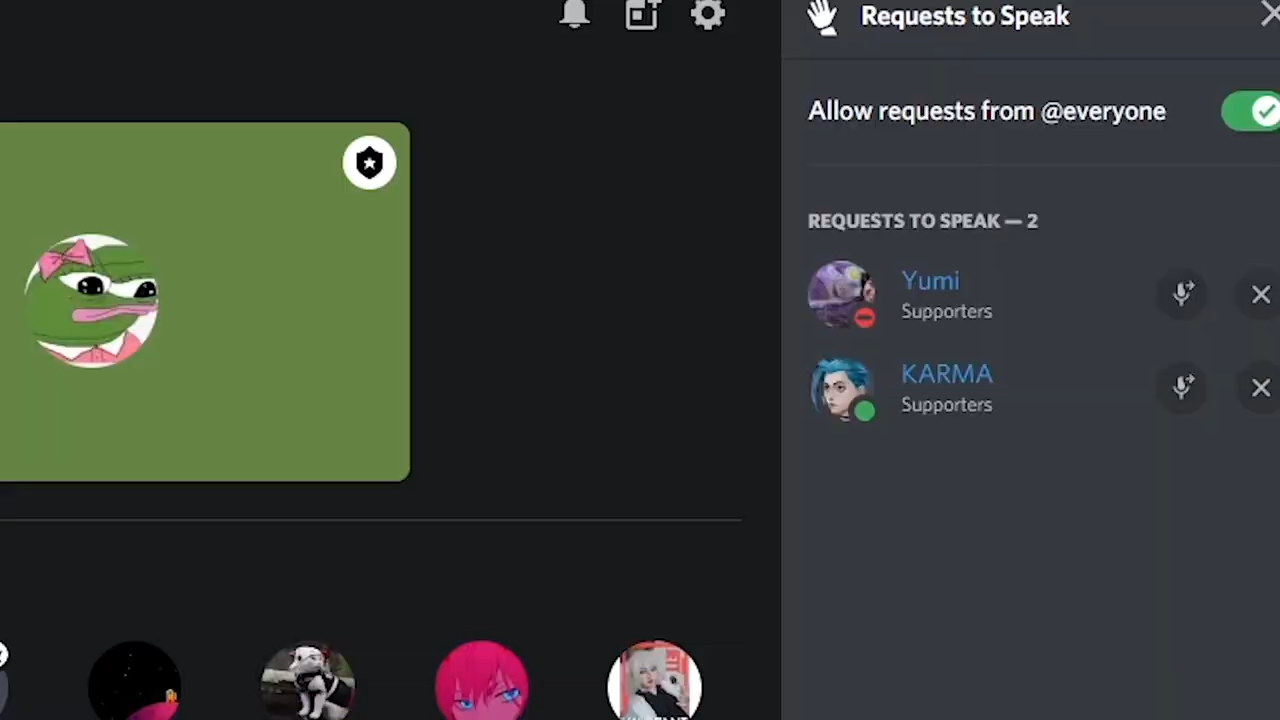 Requests to Speak
Allow requests from @everyone
REQUESTS TO SPEAK — 2
Yumi
Supporters
KARMA
Supporters